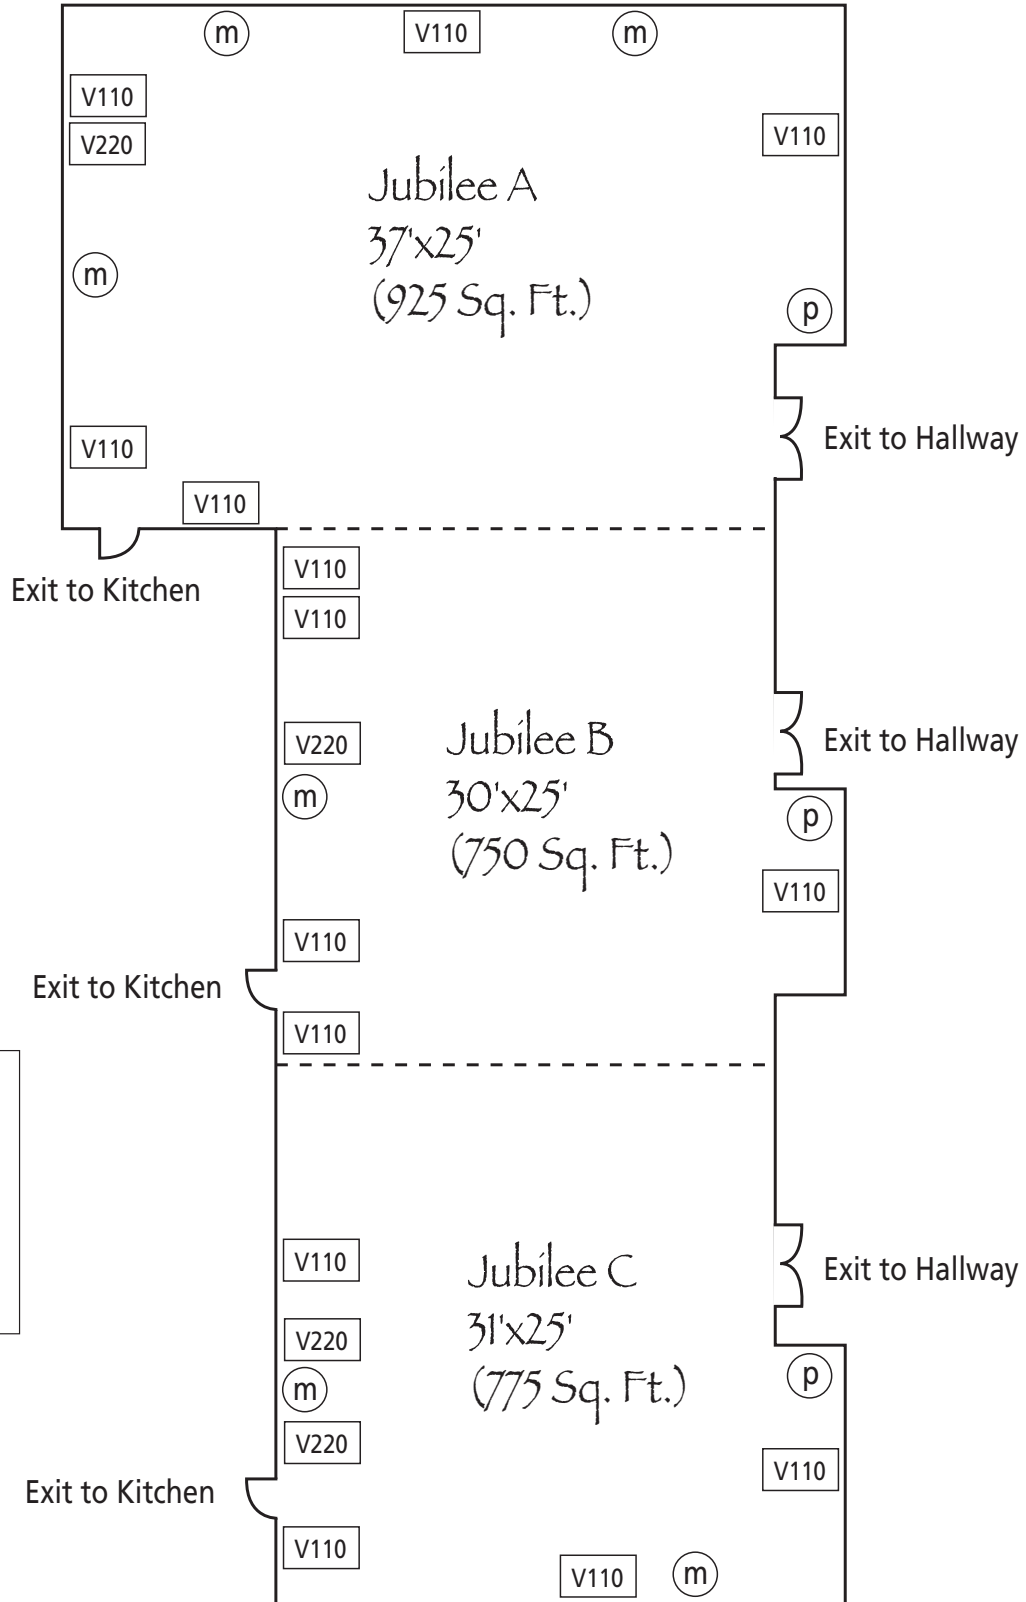 m
V110
m
V110
V220
V110
Jubilee A
37'x25'
(925 Sq. Ft.)
m
p
V110
Exit to Hallway
V110
Exit to Kitchen
V110
V110
V220
Jubilee B
30'x25'
(750 Sq. Ft.)
Exit to Hallway
m
p
V110
V110
Exit to Kitchen
V110
V110
V220
Jubilee C
31'x25'
(775 Sq. Ft.)
Exit to Hallway
m
p
V220
V110
Exit to Kitchen
V110
V110
m